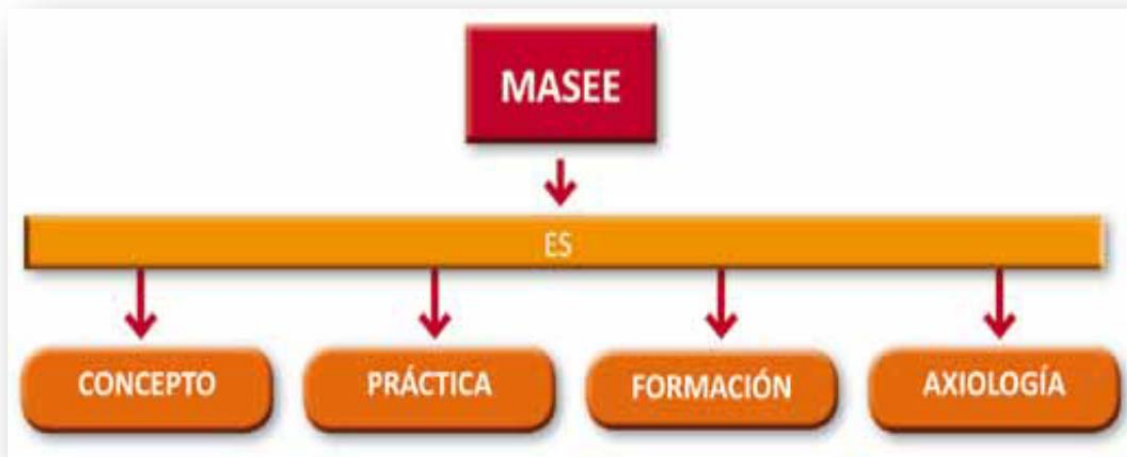 MASEE
ES
CONCEPTO
PRÁCTICA
FORMACIÓN
AXIOLOGÍA